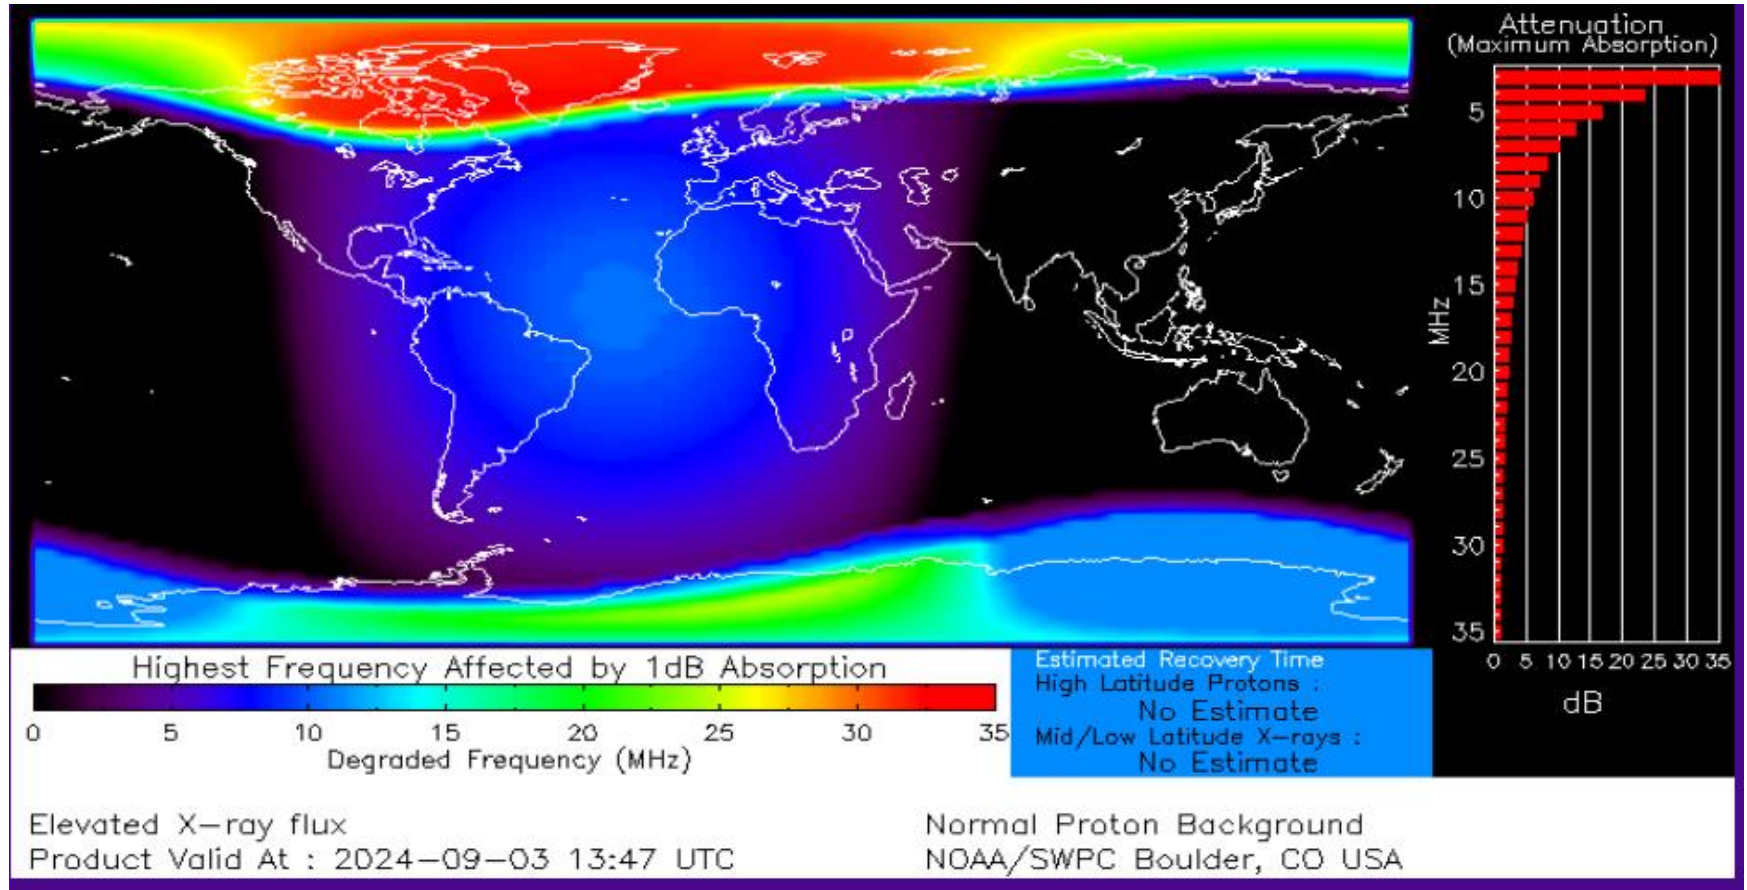 Attenuation
(Maximum Absorption)
5
10
15
20
25
30
35
MHz
0 5 10 15 20 25 30 35
dB
Highest Frequency Affected by 1dB Absorption
0 5 10 15 20 25 30 35
Degraded Frequency (MHz)
Estimated Recovery Time
High Latitude Protons :
No Estimate
Mid/Low Latitude X-rays :
No Estimate
Elevated X-ray flux
Product Valid At : 2024-09-03 13:47 UTC
Normal Proton Background
NOAA/SWPC Boulder, CO USA